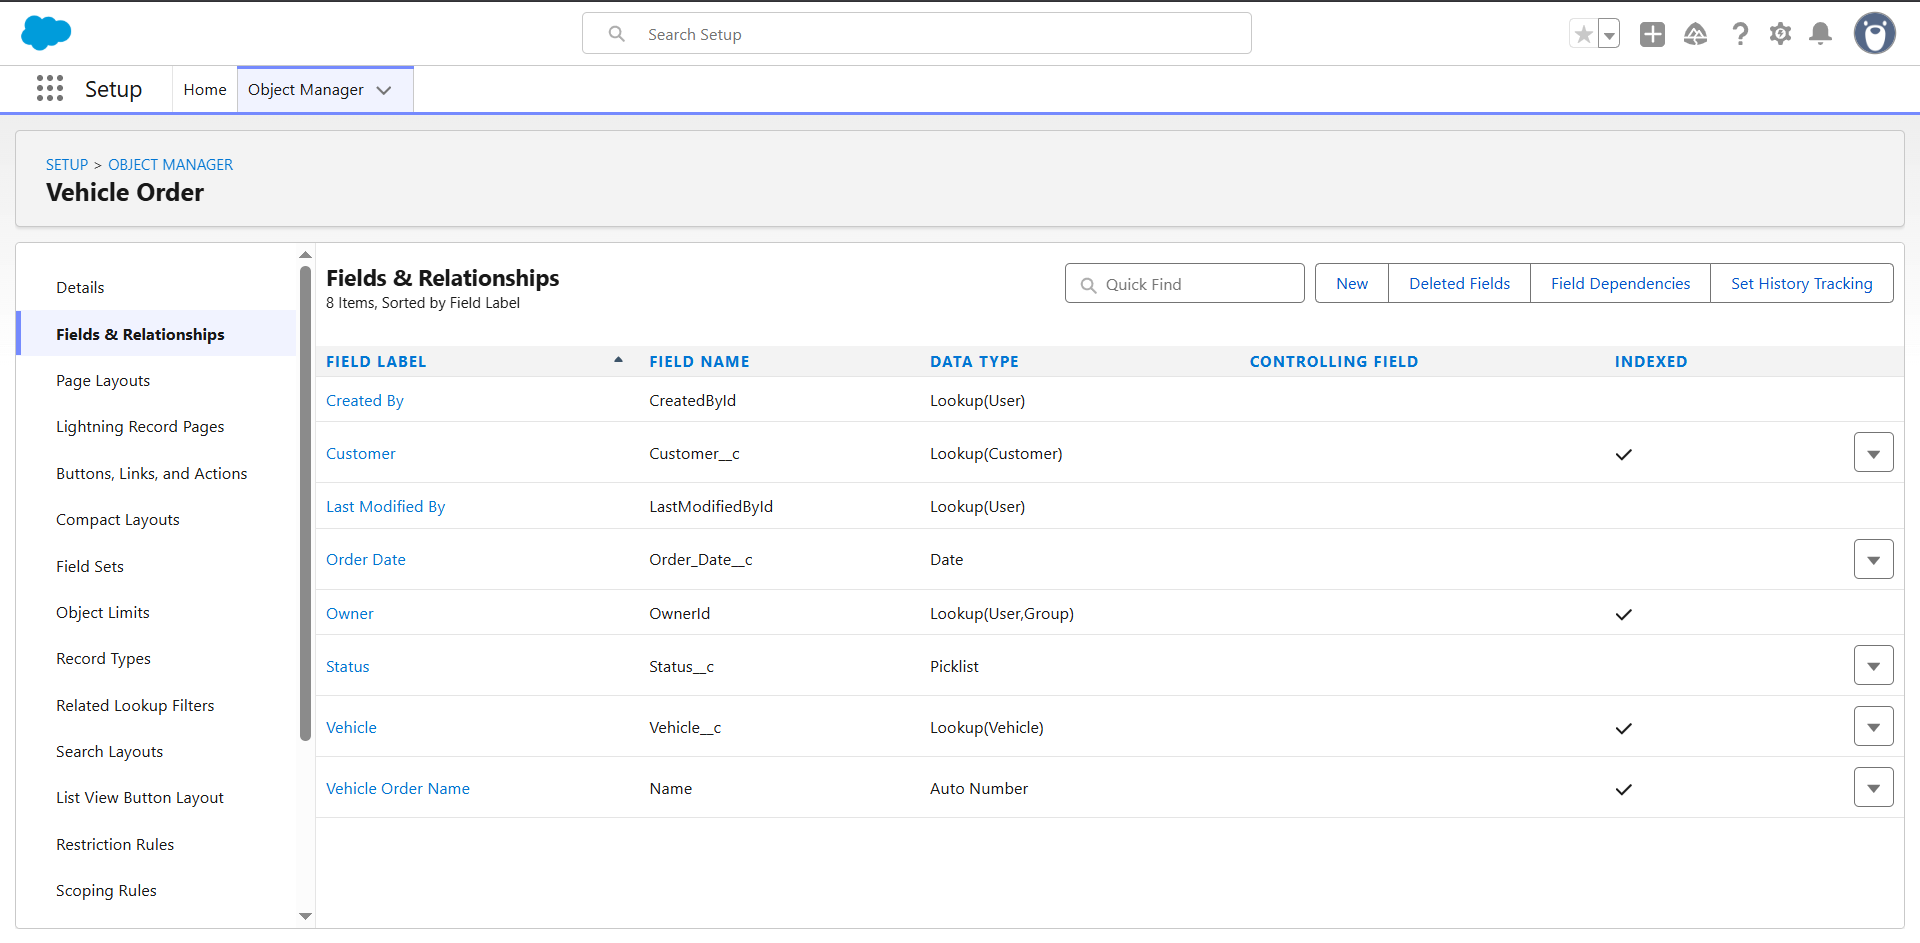 Search Setup
Setup
Home
Object Manager
SETUP > OBJECT MANAGER
Vehicle Order
Details
Fields & Relationships
Page Layouts
Lightning Record Pages
Buttons, Links, and Actions
Compact Layouts
Field Sets
Object Limits
Record Types
Related Lookup Filters
Search Layouts
List View Button Layout
Restriction Rules
Scoping Rules
Fields & Relationships
8 Items, Sorted by Field Label
Quick Find
New
Deleted Fields
Field Dependencies
Set History Tracking
FIELD LABEL FIELD NAME DATA TYPE CONTROLLING FIELD INDEXED
Created By CreatedById Lookup(User)
Customer Customer__c Lookup(Customer)
Last Modified By LastModifiedById Lookup(User)
Order Date Order_Date__c Date
Owner OwnerId Lookup(User,Group)
Status Status__c Picklist
Vehicle Vehicle__c Lookup(Vehicle)
Vehicle Order Name Name Auto Number